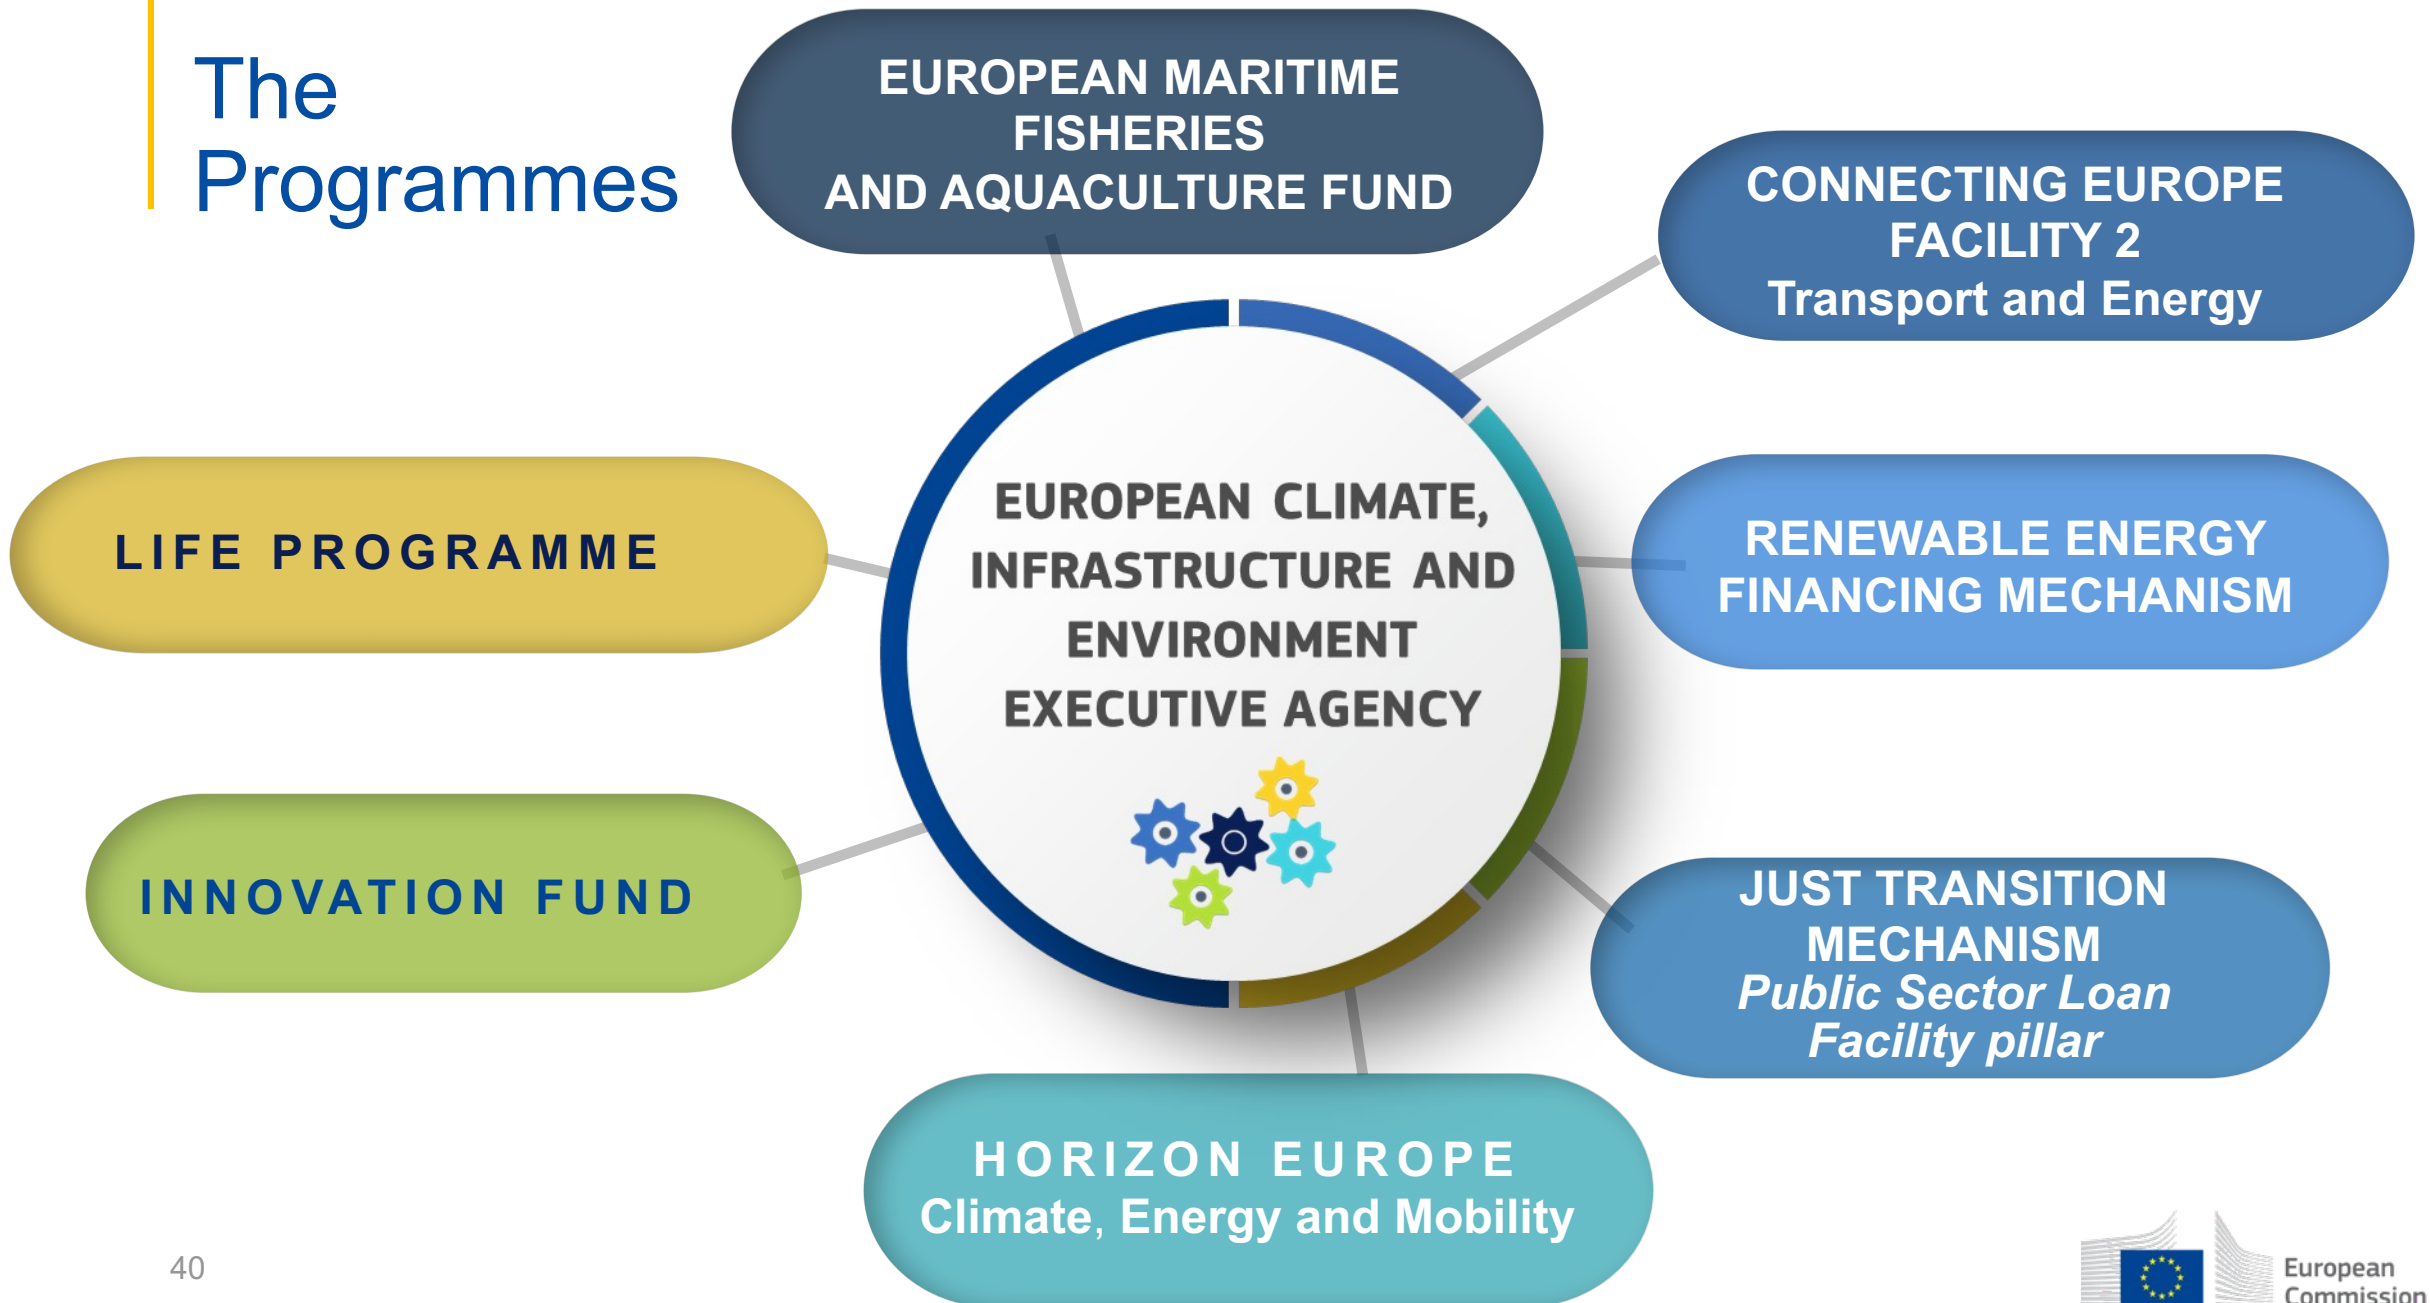 The
Programmes
EUROPEAN MARITIME
FISHERIES
AND AQUACULTURE FUND
CONNECTING EUROPE
FACILITY 2
Transport and Energy
RENEWABLE ENERGY
FINANCING MECHANISM
JUST TRANSITION
MECHANISM
Public Sector Loan
Facility pillar
HORIZON EUROPE
Climate, Energy and Mobility
INNOVATION FUND
LIFE PROGRAMME
EUROPEAN CLIMATE,
INFRASTRUCTURE AND
ENVIRONMENT
EXECUTIVE AGENCY
40
European
Commission